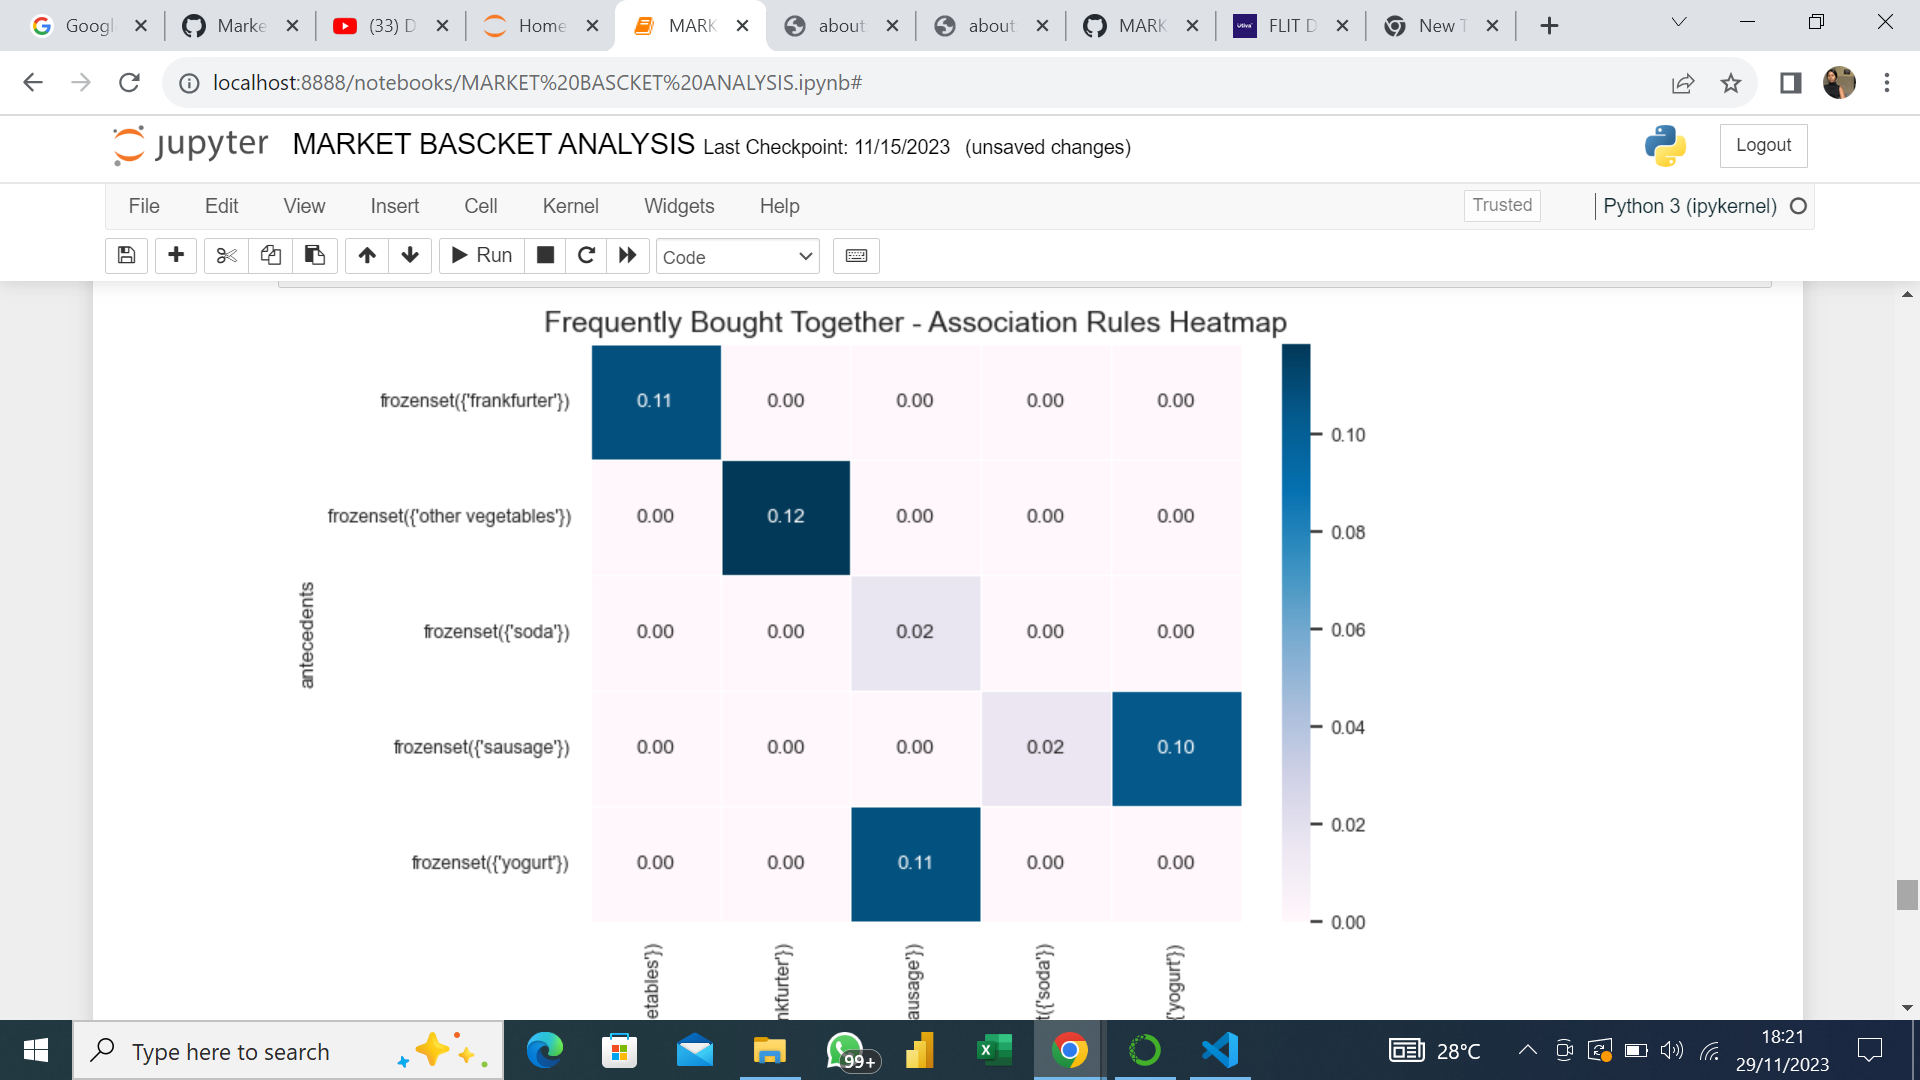 Googl
Marke
(33) D
Home
MARK
about
about
MARK
utiva
FLIT D
New T
localhost:8888/notebooks/MARKET%20BASCKET%20ANALYSIS.ipynb#
jupyter MARKET BASCKET ANALYSIS Last Checkpoint: 11/15/2023 (unsaved changes)
Logout
File Edit View Insert Cell Kernel Widgets Help
Trusted
Python 3 (ipykernel)
Run
Code
Frequently Bought Together - Association Rules Heatmap
frozenset({'frankfurter'}) 0.11 0.00 0.00 0.00 0.00
frozenset({'other vegetables'}) 0.00 0.12 0.00 0.00 0.00
frozenset({'soda'}) 0.00 0.00 0.02 0.00 0.00
frozenset({'sausage'}) 0.00 0.00 0.00 0.02 0.10
frozenset({'yogurt'}) 0.00 0.00 0.11 0.00 0.00
antecedents
0.10
0.08
0.06
0.04
0.02
0.00
etables'})
nkfurter'})
ausage'})
t({'soda'})
{'yogurt'})
Type here to search
99+
28°C
18:21
29/11/2023